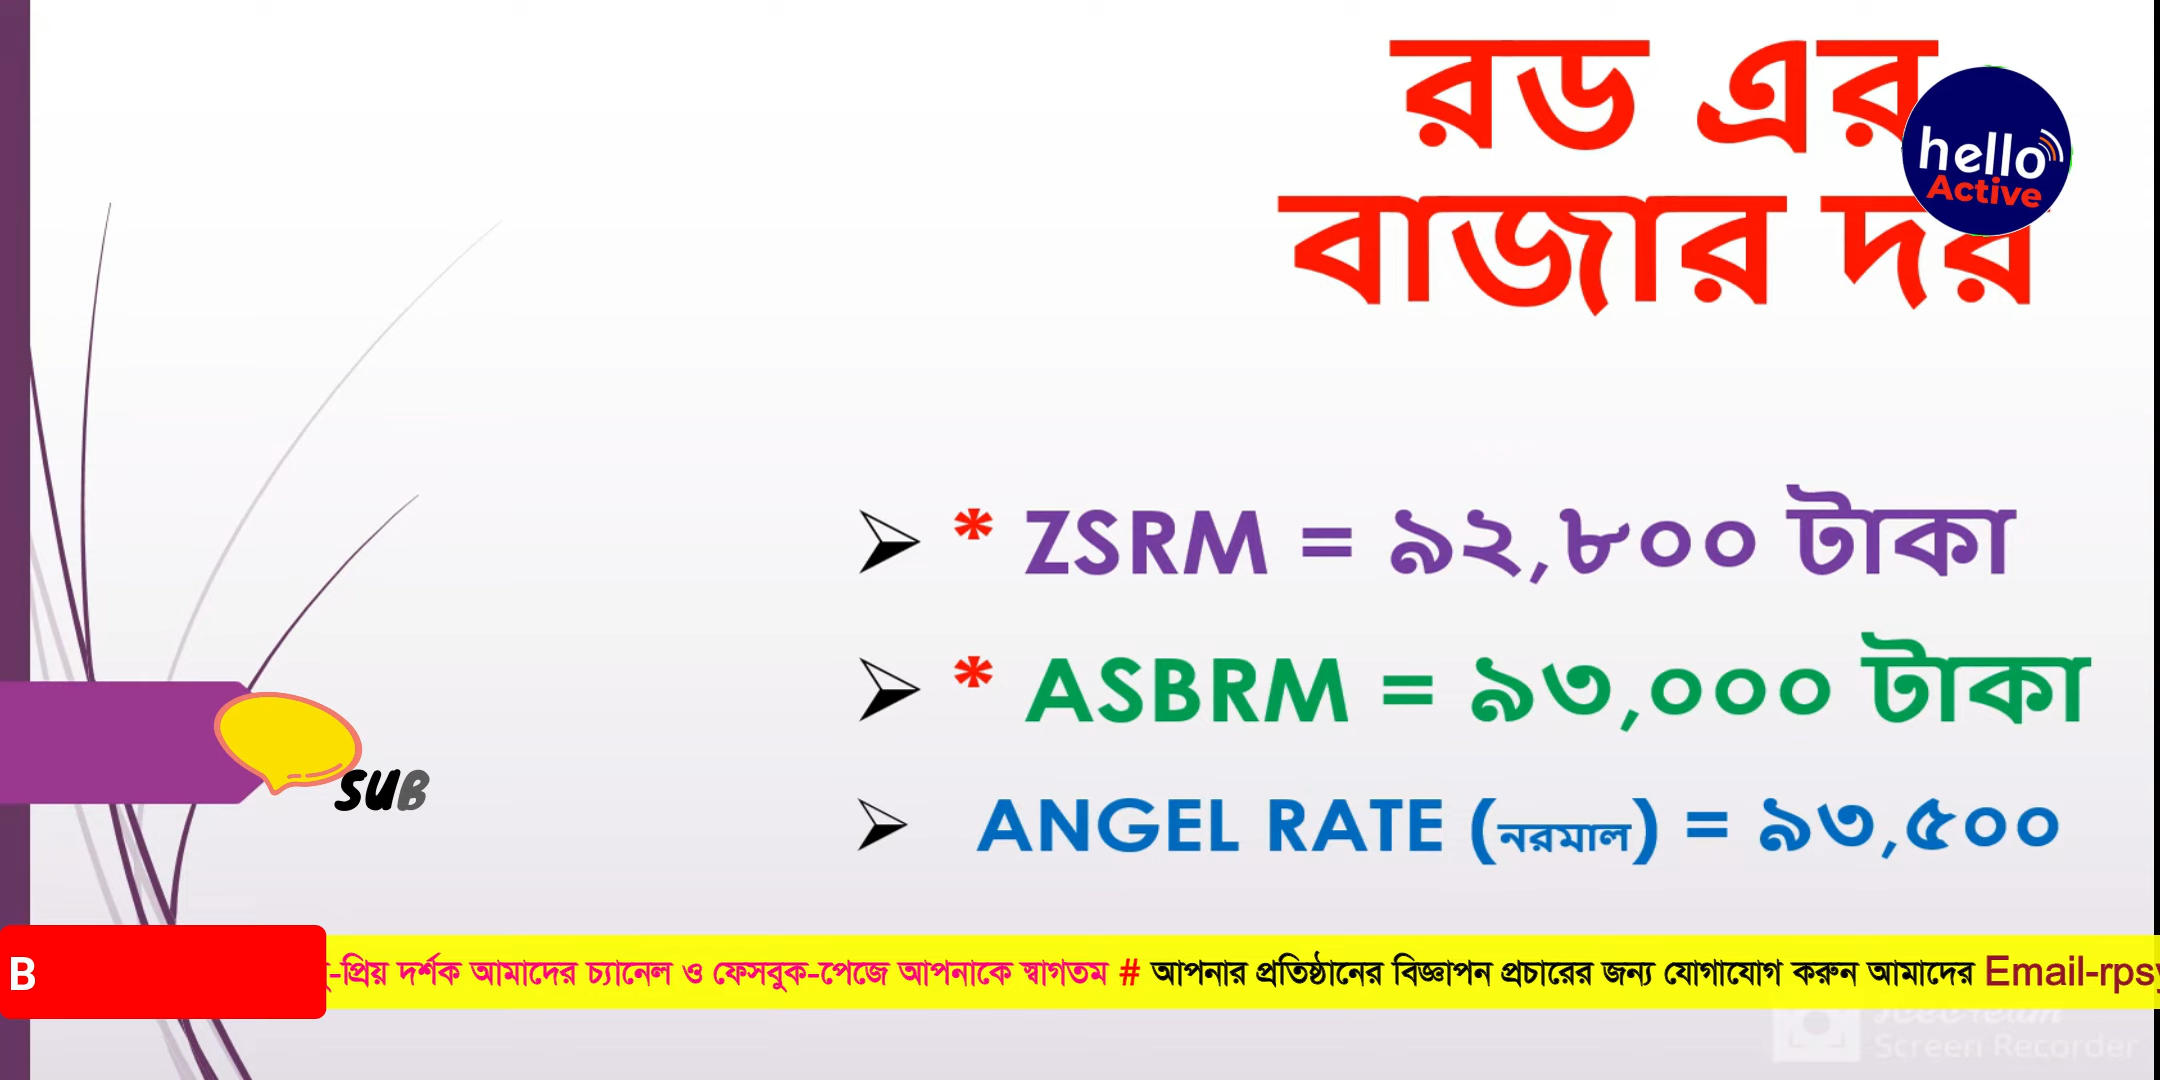 রড এর
বাজার দর
hello
Active
* ZSRM = ৯২,৮০০ টাকা
* ASBRM = ৯৩,০০০ টাকা
ANGEL RATE (নরমাল) = ৯৩,৫০০
SUB
B
-প্রিয় দর্শক আমাদের চ্যানেল ও ফেসবুক-পেজে আপনাকে স্বাগতম # আপনার প্রতিষ্ঠানের বিজ্ঞাপন প্রচারের জন্য যোগাযোগ করুন আমাদের Email-rpsy
Screen Recorder